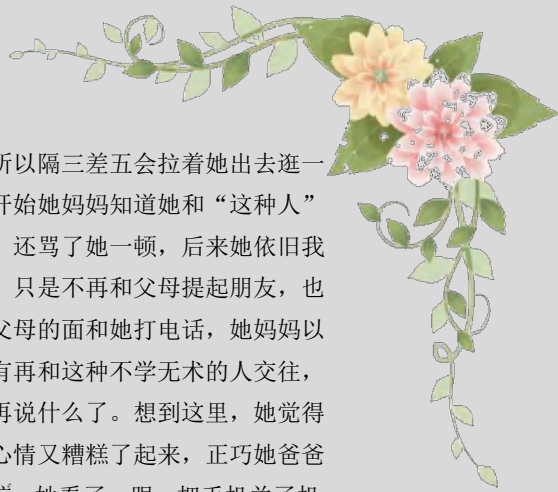 所以隔三差五会拉着她出去逛一
开始她妈妈知道她和“这种人”
，还骂了她一顿，后来她依旧我
，只是不再和父母提起朋友，也
父母的面和她打电话，她妈妈以
有再和这种不学无术的人交往，
再说什么了。想到这里，她觉得
心情又糟糕了起来，正巧她爸爸
她看了一眼，把手机关了机